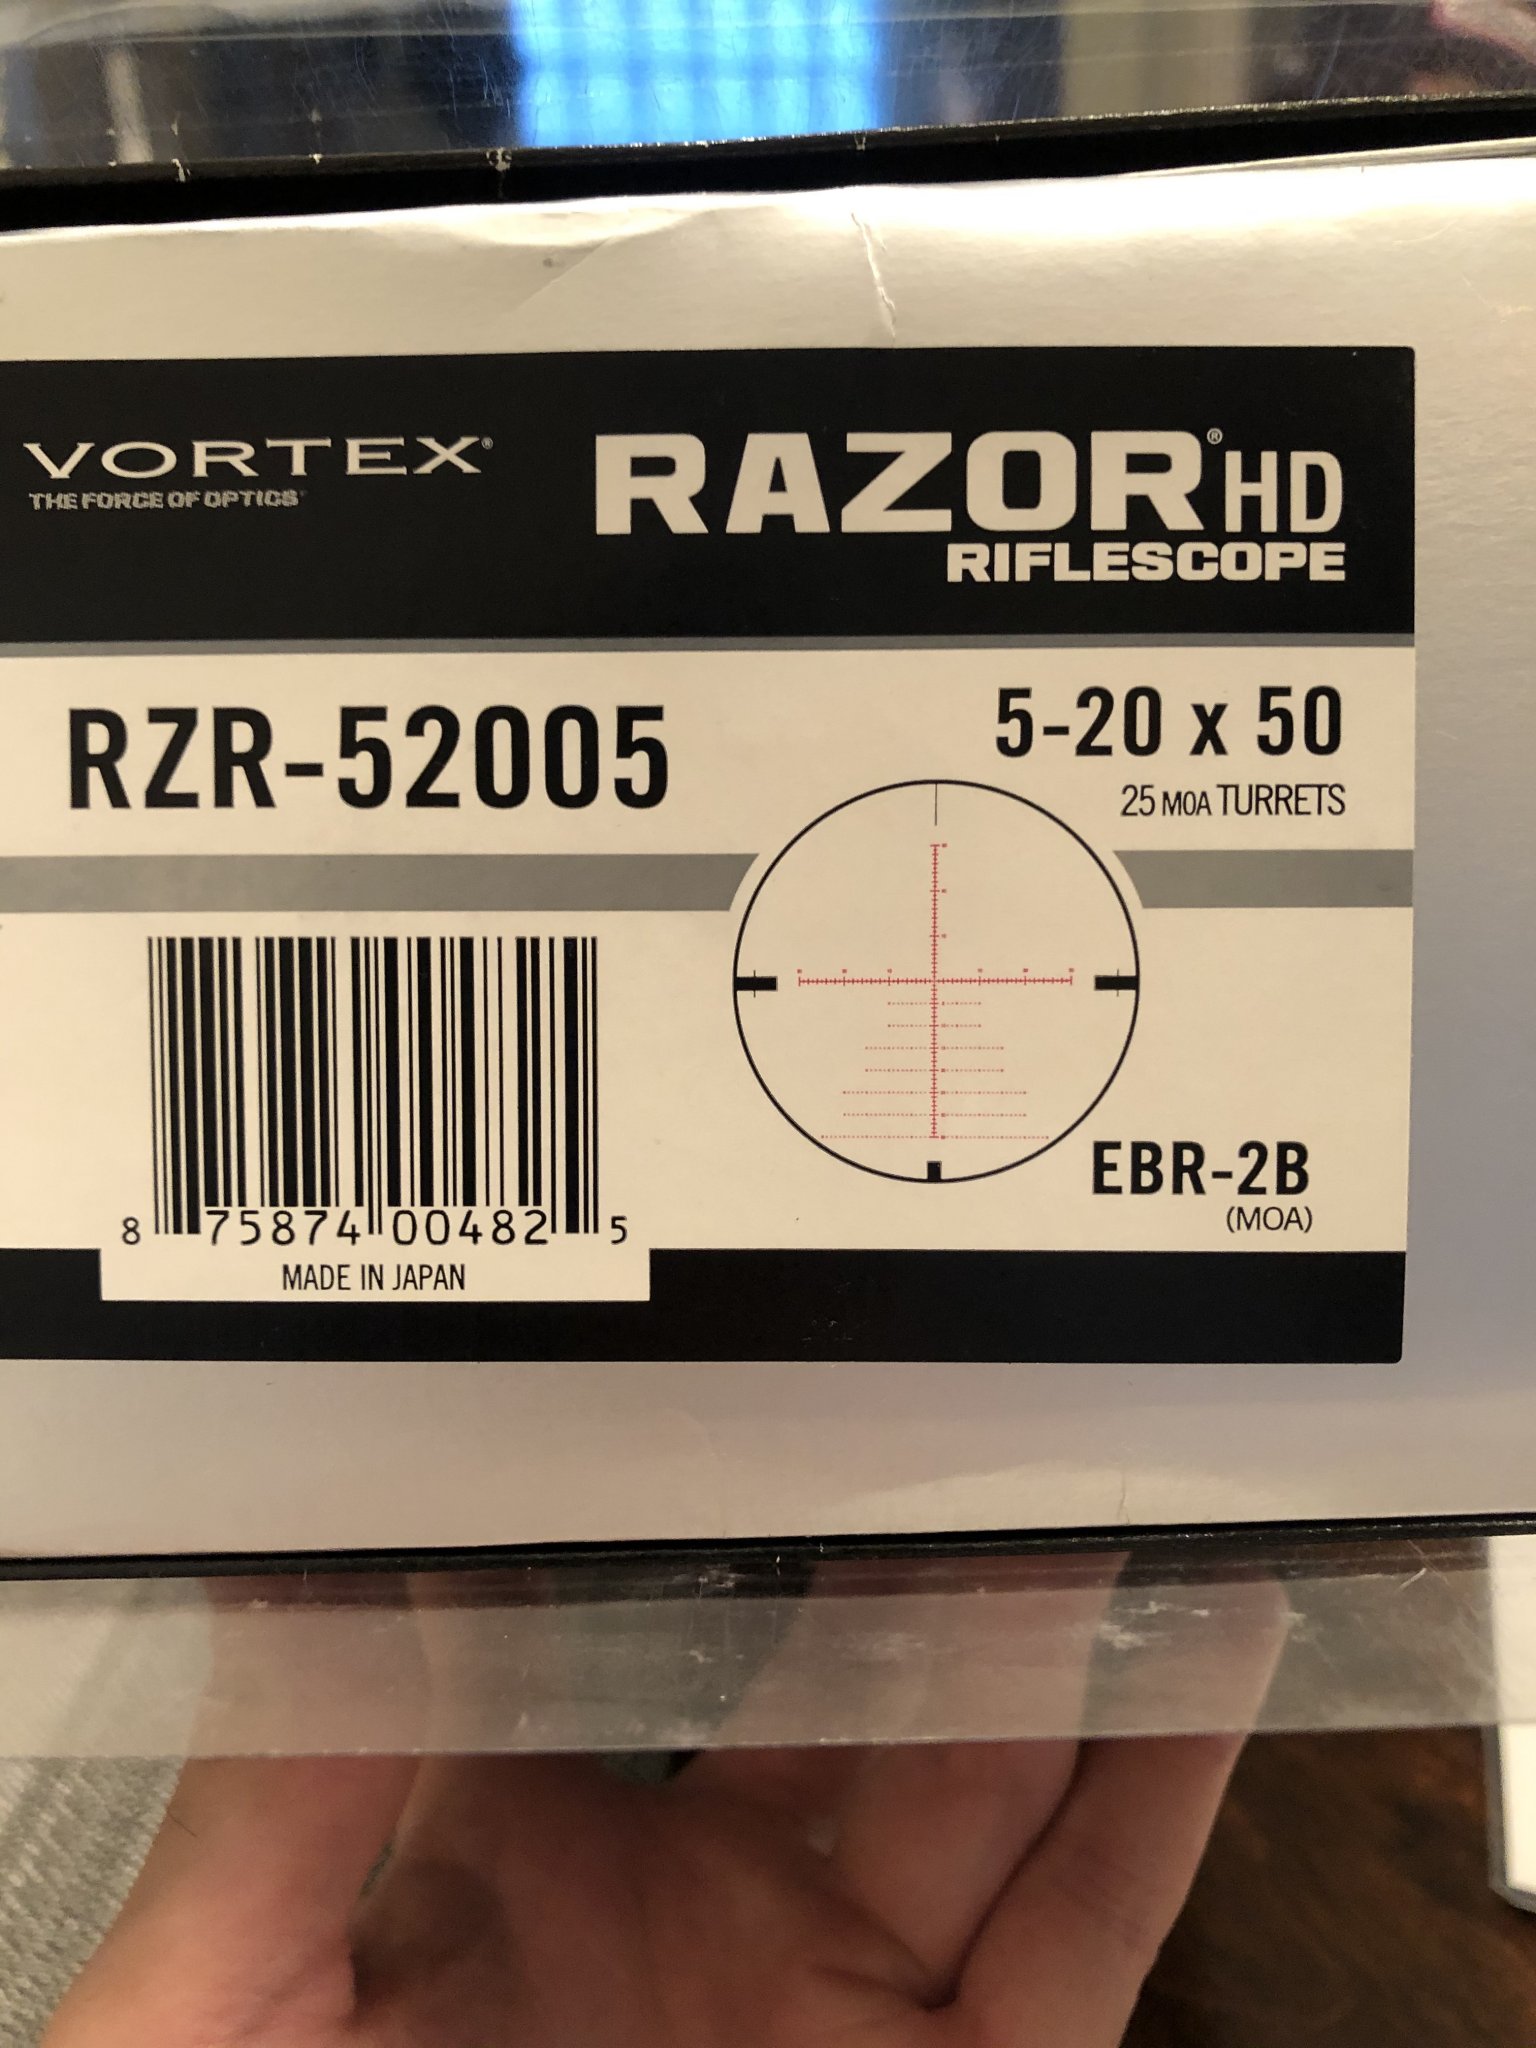 VORTEX®
THE FORCE OF OPTICS
RAZOR® HD
RIFLESCOPE
RZR-52005
5-20 x 50
25 MOA TURRETS
EBR-2B
(MOA)
8 75874 00482 5
MADE IN JAPAN